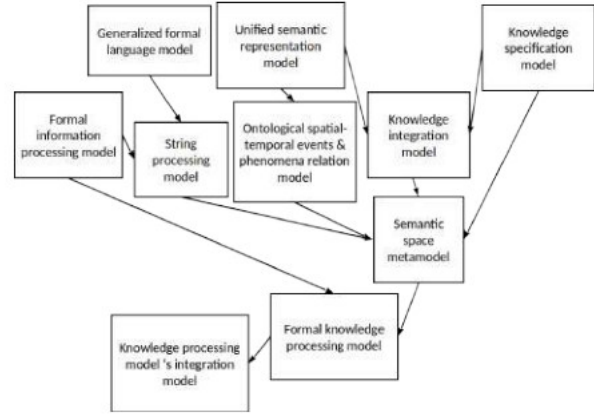 Generalized formal
language model
Unified semantic
representation
model
Knowledge
specification model
Formal
information
processing model
String
processing
model
Ontological spatial-
temporal events &
phenomena relation
model
Knowledge
integration
model
Semantic
space
metamodel
Formal knowledge
processing model
Knowledge processing
model 's integration
model